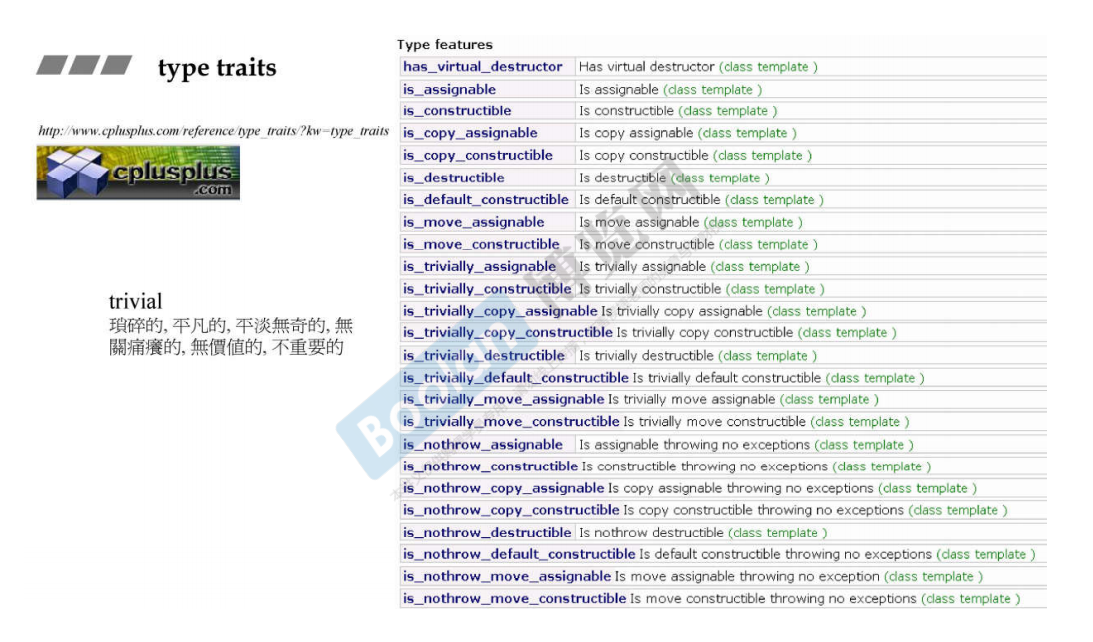 type traits
http://www.cplusplus.com/reference/type_traits/?kw=type_traits
cplusplus
.com
trivial
瑣碎的, 平凡的, 平淡無奇的, 無
關痛癢的, 無價值的, 不重要的
Type features
has_virtual_destructor Has virtual destructor (class template )
is_assignable Is assignable (class template )
is_constructible Is constructible (class template )
is_copy_assignable Is copy assignable (class template )
is_copy_constructible Is copy constructible (class template )
is_destructible Is destructible (class template )
is_default_constructible Is default constructible (class template )
is_move_assignable Is move assignable (class template )
is_move_constructible Is move constructible (class template )
is_trivially_assignable Is trivially assignable (class template )
is_trivially_constructible Is trivially constructible (class template )
is_trivially_copy_assignable Is trivially copy assignable (class template )
is_trivially_copy_constructible Is trivially copy constructible (class template )
is_trivially_destructible Is trivially destructible (class template )
is_trivially_default_constructible Is trivially default constructible (class template )
is_trivially_move_assignable Is trivially move assignable (class template )
is_trivially_move_constructible Is trivially move constructible (class template )
is_nothrow_assignable Is assignable throwing no exceptions (class template )
is_nothrow_constructible Is constructible throwing no exceptions (class template )
is_nothrow_copy_assignable Is copy assignable throwing no exceptions (class template )
is_nothrow_copy_constructible Is copy constructible throwing no exceptions (class template )
is_nothrow_destructible Is nothrow destructible (class template )
is_nothrow_default_constructible Is default constructible throwing no exceptions (class template )
is_nothrow_move_assignable Is move assignable throwing no exception (class template )
is_nothrow_move_constructible Is move constructible throwing no exceptions (class template )
Boolan 博览网